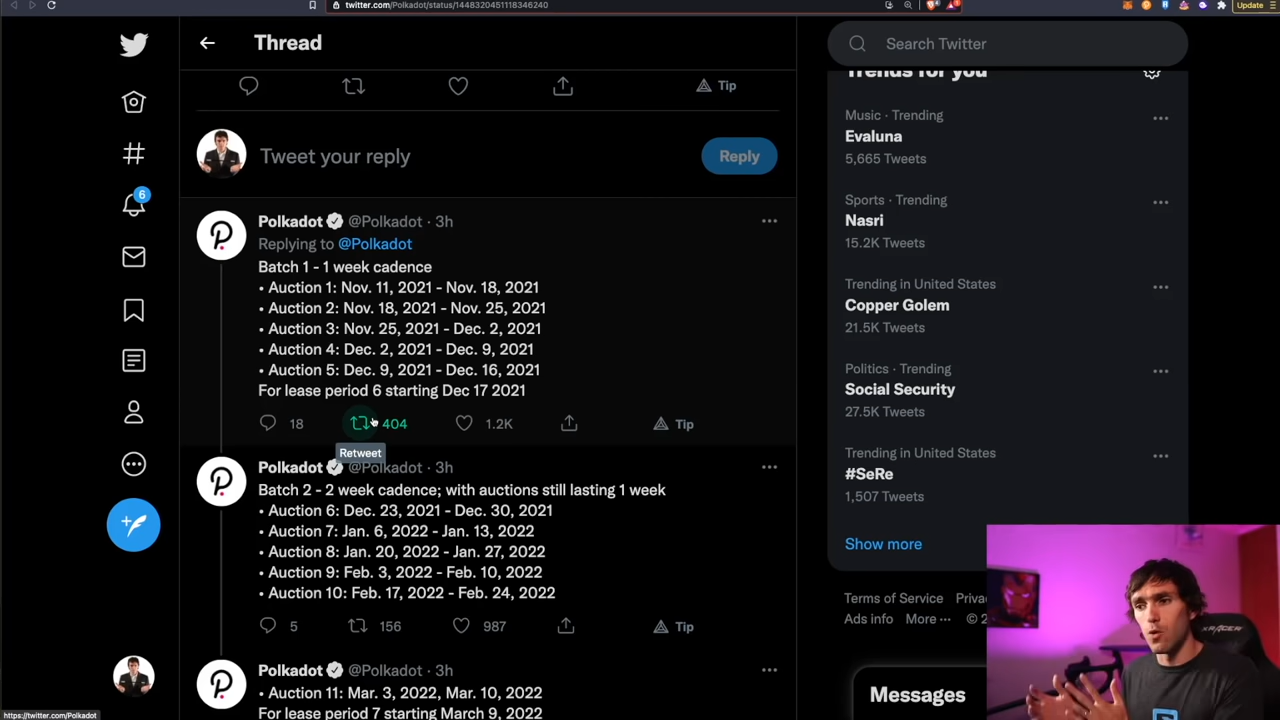 twitter.com/Polkadot/status/1448320451118346240
Update
Thread
Search Twitter
Tip
Trends for you
Music · Trending
Evaluna
5,665 Tweets
Tweet your reply
Reply
Sports · Trending
Nasri
15.2K Tweets
6
Polkadot @Polkadot · 3h
Replying to @Polkadot
Batch 1 - 1 week cadence
• Auction 1: Nov. 11, 2021 - Nov. 18, 2021
• Auction 2: Nov. 18, 2021 - Nov. 25, 2021
• Auction 3: Nov. 25, 2021 - Dec. 2, 2021
• Auction 4: Dec. 2, 2021 - Dec. 9, 2021
• Auction 5: Dec. 9, 2021 - Dec. 16, 2021
For lease period 6 starting Dec 17 2021
18 404 1.2K Tip
Retweet
Trending in United States
Copper Golem
21.5K Tweets
Politics · Trending
Social Security
27.5K Tweets
Trending in United States
#SeRe
1,507 Tweets
Show more
Polkadot @Polkadot · 3h
Batch 2 - 2 week cadence; with auctions still lasting 1 week
• Auction 6: Dec. 23, 2021 - Dec. 30, 2021
• Auction 7: Jan. 6, 2022 - Jan. 13, 2022
• Auction 8: Jan. 20, 2022 - Jan. 27, 2022
• Auction 9: Feb. 3, 2022 - Feb. 10, 2022
• Auction 10: Feb. 17, 2022 - Feb. 24, 2022
5 156 987 Tip
Terms of Service
Ads info More ··· ©
Polkadot @Polkadot · 3h
• Auction 11: Mar. 3, 2022, Mar. 10, 2022
For lease period 7 starting March 9, 2022
Messages
XRACER
https://twitter.com/Polkadot